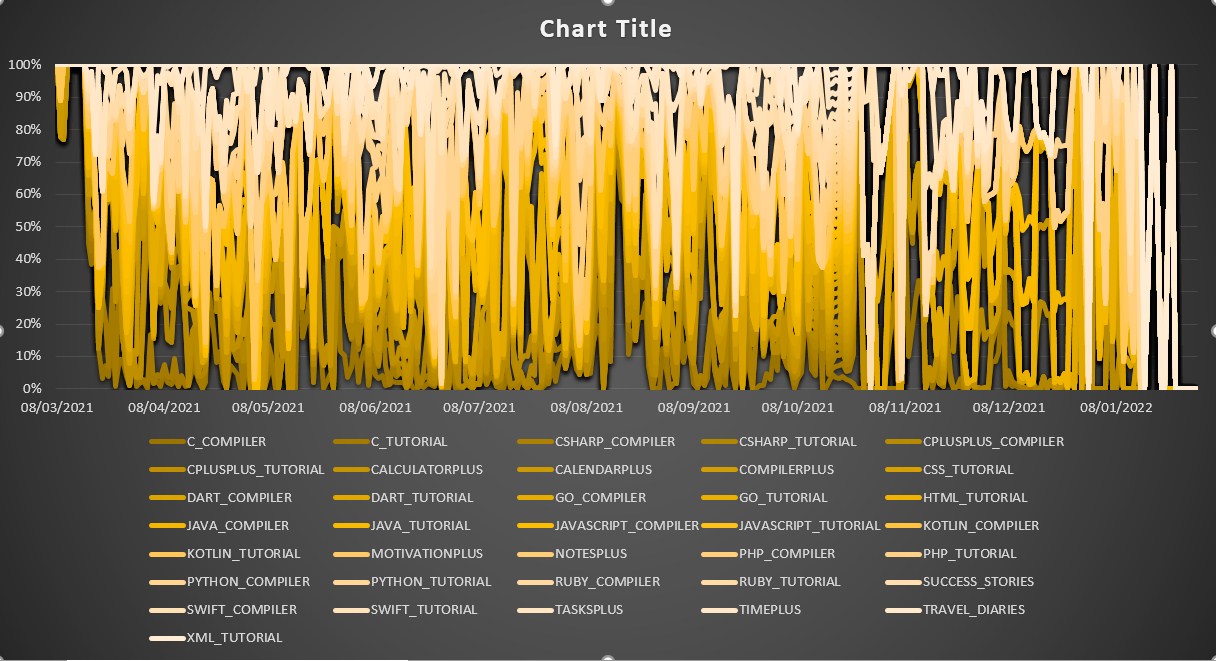 Chart Title
100%
90%
80%
70%
60%
50%
40%
30%
20%
10%
0%
08/03/2021 08/04/2021 08/05/2021 08/06/2021 08/07/2021 08/08/2021 08/09/2021 08/10/2021 08/11/2021 08/12/2021 08/01/2022
C_COMPILER C_TUTORIAL CSHARP_COMPILER CSHARP_TUTORIAL CPLUSPLUS_COMPILER
CPLUSPLUS_TUTORIAL CALCULATORPLUS CALENDARPLUS COMPILERPLUS CSS_TUTORIAL
DART_COMPILER DART_TUTORIAL GO_COMPILER GO_TUTORIAL HTML_TUTORIAL
JAVA_COMPILER JAVA_TUTORIAL JAVASCRIPT_COMPILER JAVASCRIPT_TUTORIAL KOTLIN_COMPILER
KOTLIN_TUTORIAL MOTIVATIONPLUS NOTESPLUS PHP_COMPILER PHP_TUTORIAL
PYTHON_COMPILER PYTHON_TUTORIAL RUBY_COMPILER RUBY_TUTORIAL SUCCESS_STORIES
SWIFT_COMPILER SWIFT_TUTORIAL TASKSPLUS TIMEPLUS TRAVEL_DIARIES
XML_TUTORIAL